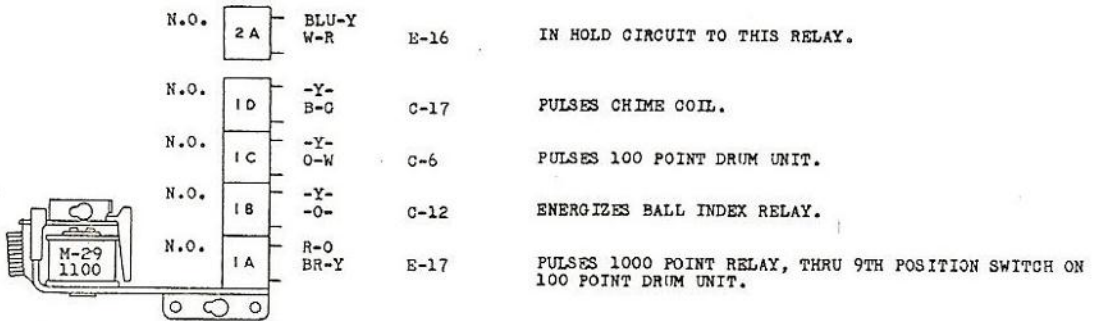 N.O. 2A BLU-Y
W-R E-16 IN HOLD CIRCUIT TO THIS RELAY.
N.O. 1D -Y-
B-G C-17 PULSES CHIME COIL.
N.O. 1C -Y-
O-W C-6 PULSES 100 POINT DRUM UNIT.
N.O. 1B -Y-
-O- C-12 ENERGIZES BALL INDEX RELAY.
N.O. 1A R-O
BR-Y E-17 PULSES 1000 POINT RELAY, THRU 9TH POSITION SWITCH ON
100 POINT DRUM UNIT.
M-29
1100